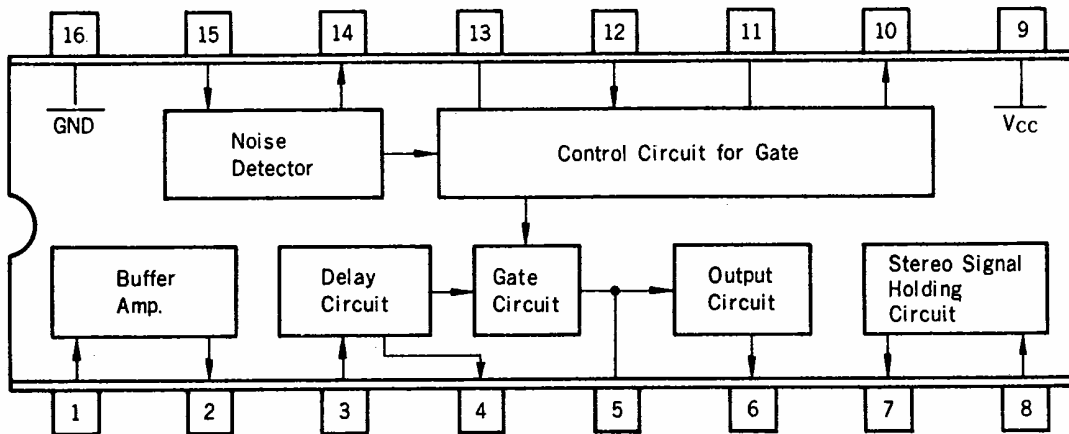 16
15
14
13
12
11
10
9
GND
Vcc
Noise
Detector
Control Circuit for Gate
Buffer
Amp.
Delay
Circuit
Gate
Circuit
Output
Circuit
Stereo Signal
Holding
Circuit
1
2
3
4
5
6
7
8